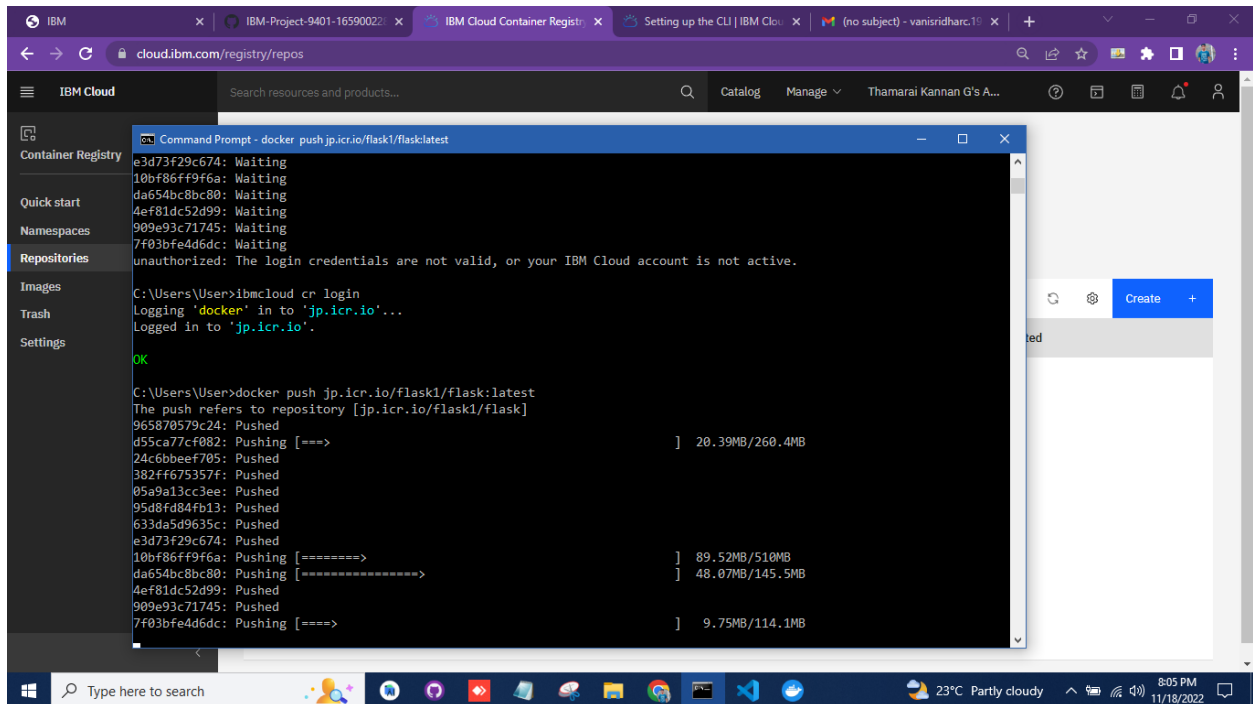 IBM
IBM-Project-9401-1659002
IBM Cloud Container Registry
Setting up the CLI | IBM Clou
(no subject) - vanisridharc.19
cloud.ibm.com/registry/repos
IBM Cloud
Search resources and products...
Catalog
Manage
Thamarai Kannan G's A...
Container Registry
Quick start
Namespaces
Repositories
Images
Trash
Settings
Create +
ted
Command Prompt - docker push jp.icr.io/flask1/flask:latest
e3d73f29c674: Waiting
10bf86ff9f6a: Waiting
da654bc8bc80: Waiting
4ef81dc52d99: Waiting
909e93c71745: Waiting
7f03bfe4d6dc: Waiting
unauthorized: The login credentials are not valid, or your IBM Cloud account is not active.
C:\Users\User>ibmcloud cr login
Logging 'docker' in to 'jp.icr.io'...
Logged in to 'jp.icr.io'.
OK
C:\Users\User>docker push jp.icr.io/flask1/flask:latest
The push refers to repository [jp.icr.io/flask1/flask]
965870579c24: Pushed
d55ca77cf082: Pushing [===> ] 20.39MB/260.4MB
24c6bbeef705: Pushed
382ff675357f: Pushed
05a9a13cc3ee: Pushed
95d8fd84fb13: Pushed
633da5d9635c: Pushed
e3d73f29c674: Pushed
10bf86ff9f6a: Pushing [========> ] 89.52MB/510MB
da654bc8bc80: Pushing [================> ] 48.07MB/145.5MB
4ef81dc52d99: Pushed
909e93c71745: Pushed
7f03bfe4d6dc: Pushing [====> ] 9.75MB/114.1MB
Type here to search
23°C Partly cloudy
8:05 PM
11/18/2022